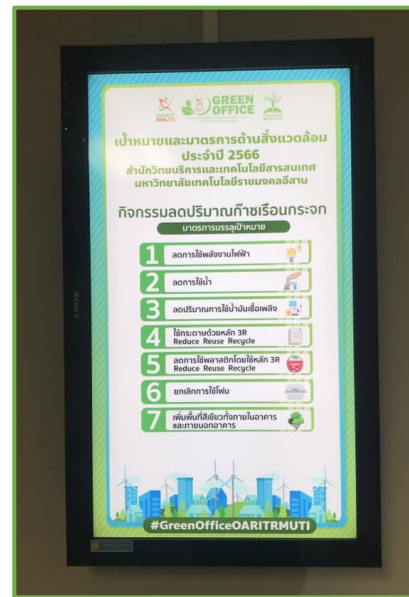 RMUTI
GREEN
OFFICE
เป้าหมายและมาตรการด้านสิ่งแวดล้อม
ประจำปี 2566
สำนักวิทยบริการและเทคโนโลยีสารสนเทศ
มหาวิทยาลัยเทคโนโลยีราชมงคลอีสาน
กิจกรรมลดปริมาณก๊าซเรือนกระจก
มาตรการบรรลุเป้าหมาย
1 ลดการใช้พลังงานไฟฟ้า
2 ลดการใช้น้ำ
3 ลดปริมาณการใช้น้ำมันเชื้อเพลิง
4 ใช้กระดาษด้วยหลัก 3R
Reduce Reuse Recycle
5 ลดการใช้พลาสติกโดยใช้หลัก 3R
Reduce Reuse Recycle
6 ยกเลิกการใช้โฟม
7 เพิ่มพื้นที่สีเขียวทั้งภายในอาคาร
และภายนอกอาคาร
#GreenOfficeOARITRMUTI
SONY